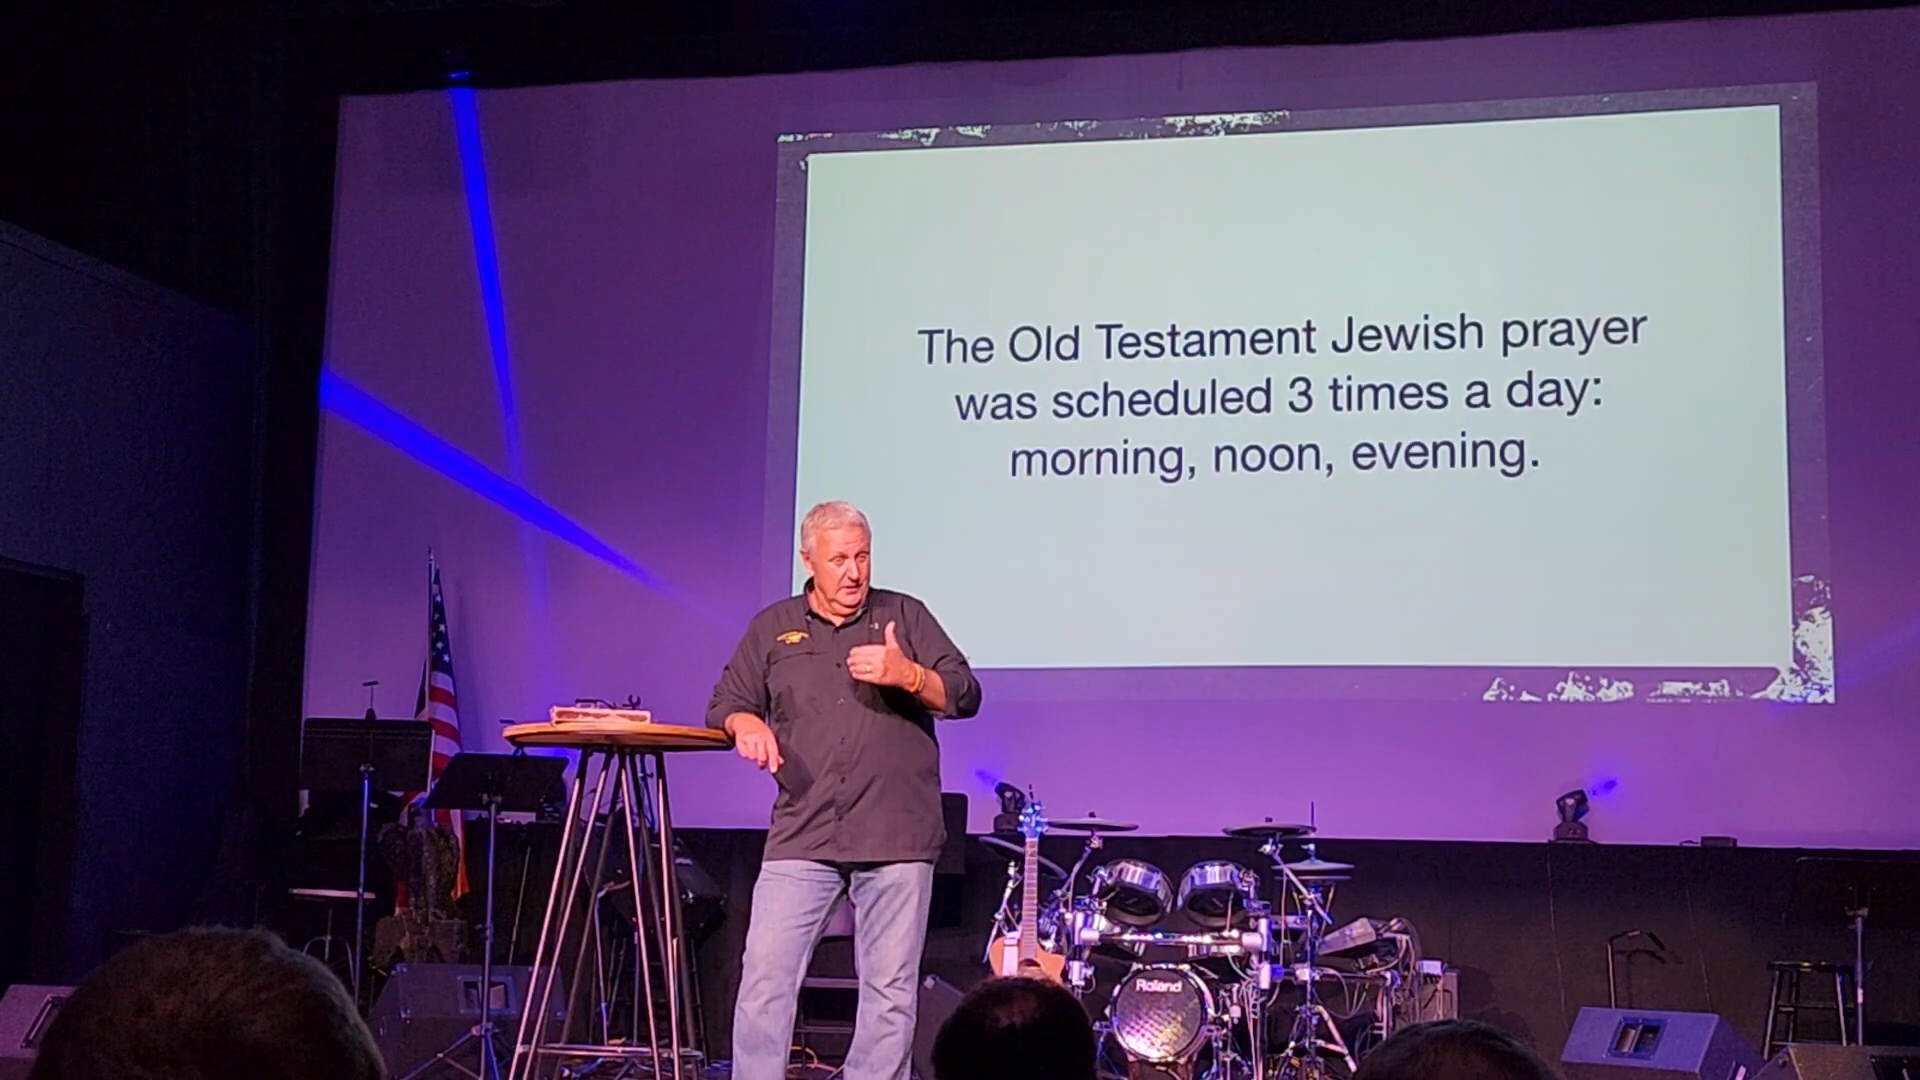 The Old Testament Jewish prayer
was scheduled 3 times a day:
morning, noon, evening.
Roland